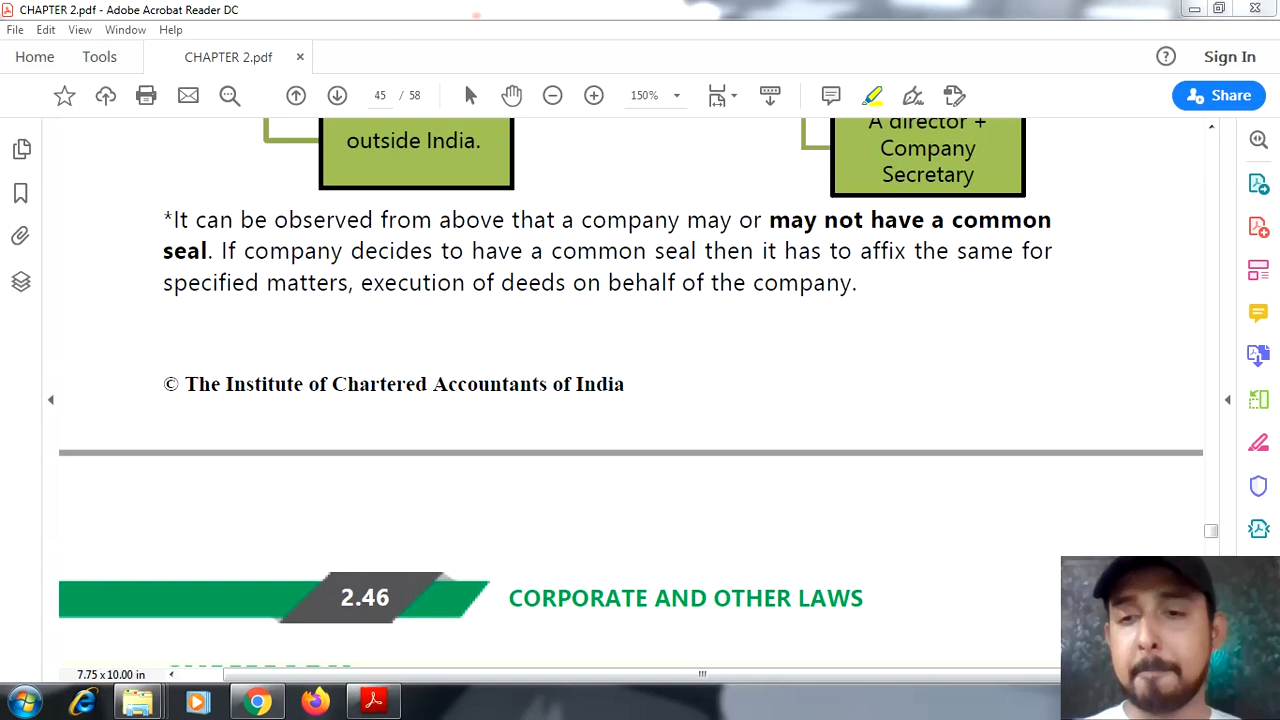 CHAPTER 2.pdf - Adobe Acrobat Reader DC
File Edit View Window Help
Home Tools CHAPTER 2.pdf × Sign In
45 / 58 150% Share
outside India.
A director +
Company
Secretary
*It can be observed from above that a company may or may not have a common
seal. If company decides to have a common seal then it has to affix the same for
specified matters, execution of deeds on behalf of the company.
© The Institute of Chartered Accountants of India
2.46 CORPORATE AND OTHER LAWS
7.75 x 10.00 in